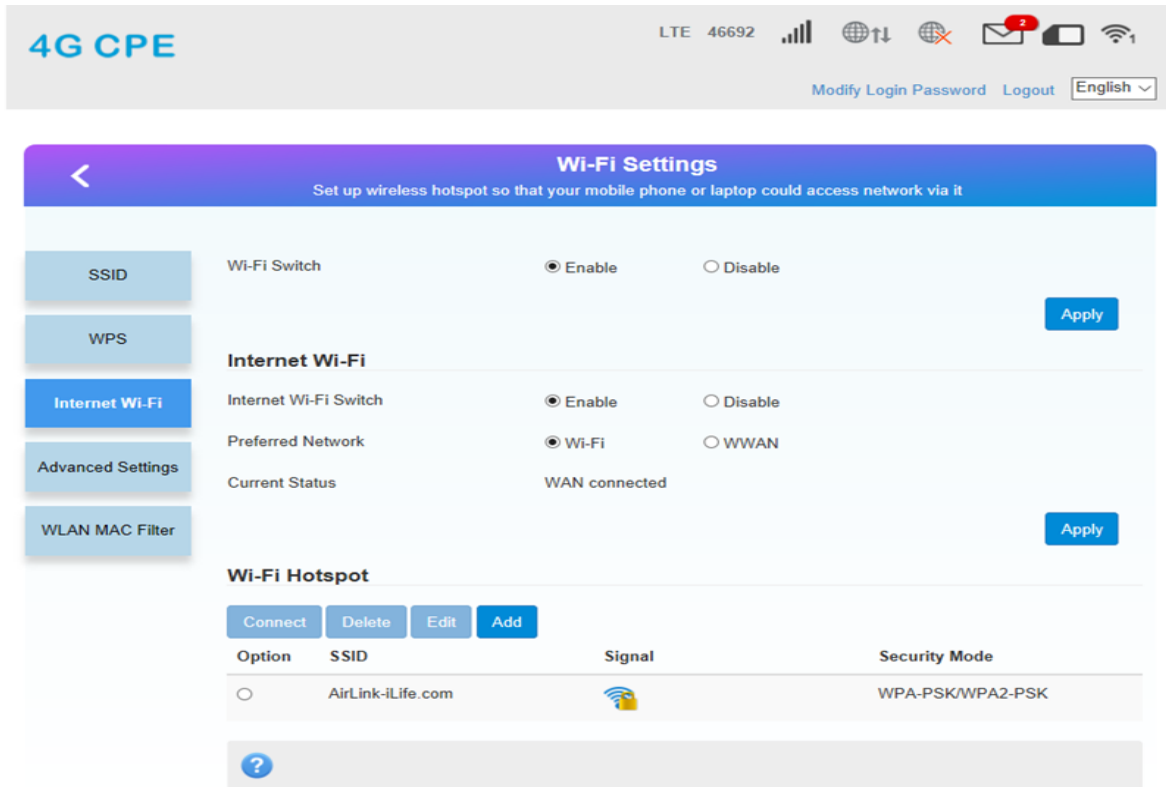 4G CPE
LTE 46692 2 1
Modify Login Password Logout English
Wi-Fi Settings
Set up wireless hotspot so that your mobile phone or laptop could access network via it
SSID
WPS
Internet Wi-Fi
Advanced Settings
WLAN MAC Filter
Wi-Fi Switch Enable Disable
Apply
Internet Wi-Fi
Internet Wi-Fi Switch Enable Disable
Preferred Network Wi-Fi WWAN
Current Status WAN connected
Apply
Wi-Fi Hotspot
Connect Delete Edit Add
Option SSID Signal Security Mode
AirLink-iLife.com WPA-PSK/WPA2-PSK
?